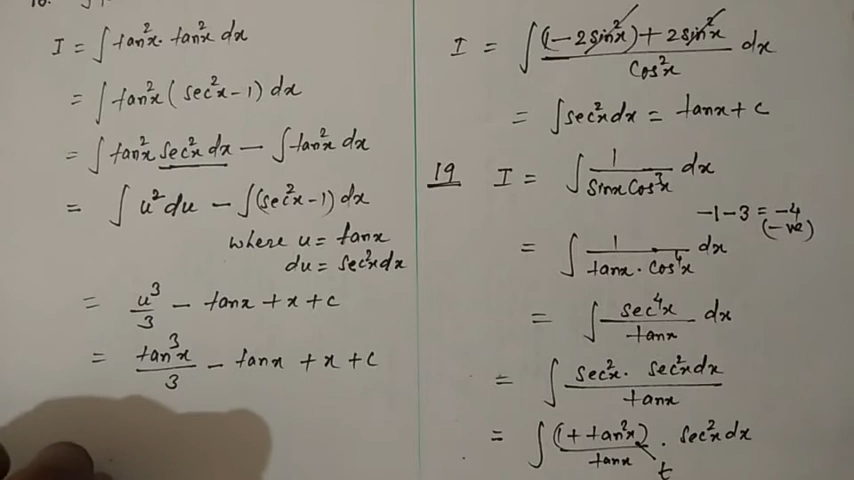 I = ∫ tan²x · tan²x dx
= ∫ tan²x (sec²x − 1) dx
= ∫ tan²x sec²x dx − ∫ tan²x dx
= ∫ u² du − ∫ (sec²x − 1) dx
where u = tanx
du = sec²x dx
= u³/3 − tanx + x + c
= tan³x/3 − tanx + x + c
I = ∫ ((1 − 2sin²x) + 2sin²x)/cos²x dx
= ∫ sec²x dx = tanx + c
19 I = ∫ 1/(sinx cos³x) dx
−1−3 = −4
(−ve)
= ∫ 1/(tanx · cos⁴x) dx
= ∫ sec⁴x/tanx dx
= ∫ (sec²x · sec²x dx)/tanx
= ∫ (1 + tan²x)/tanx · sec²x dx
t